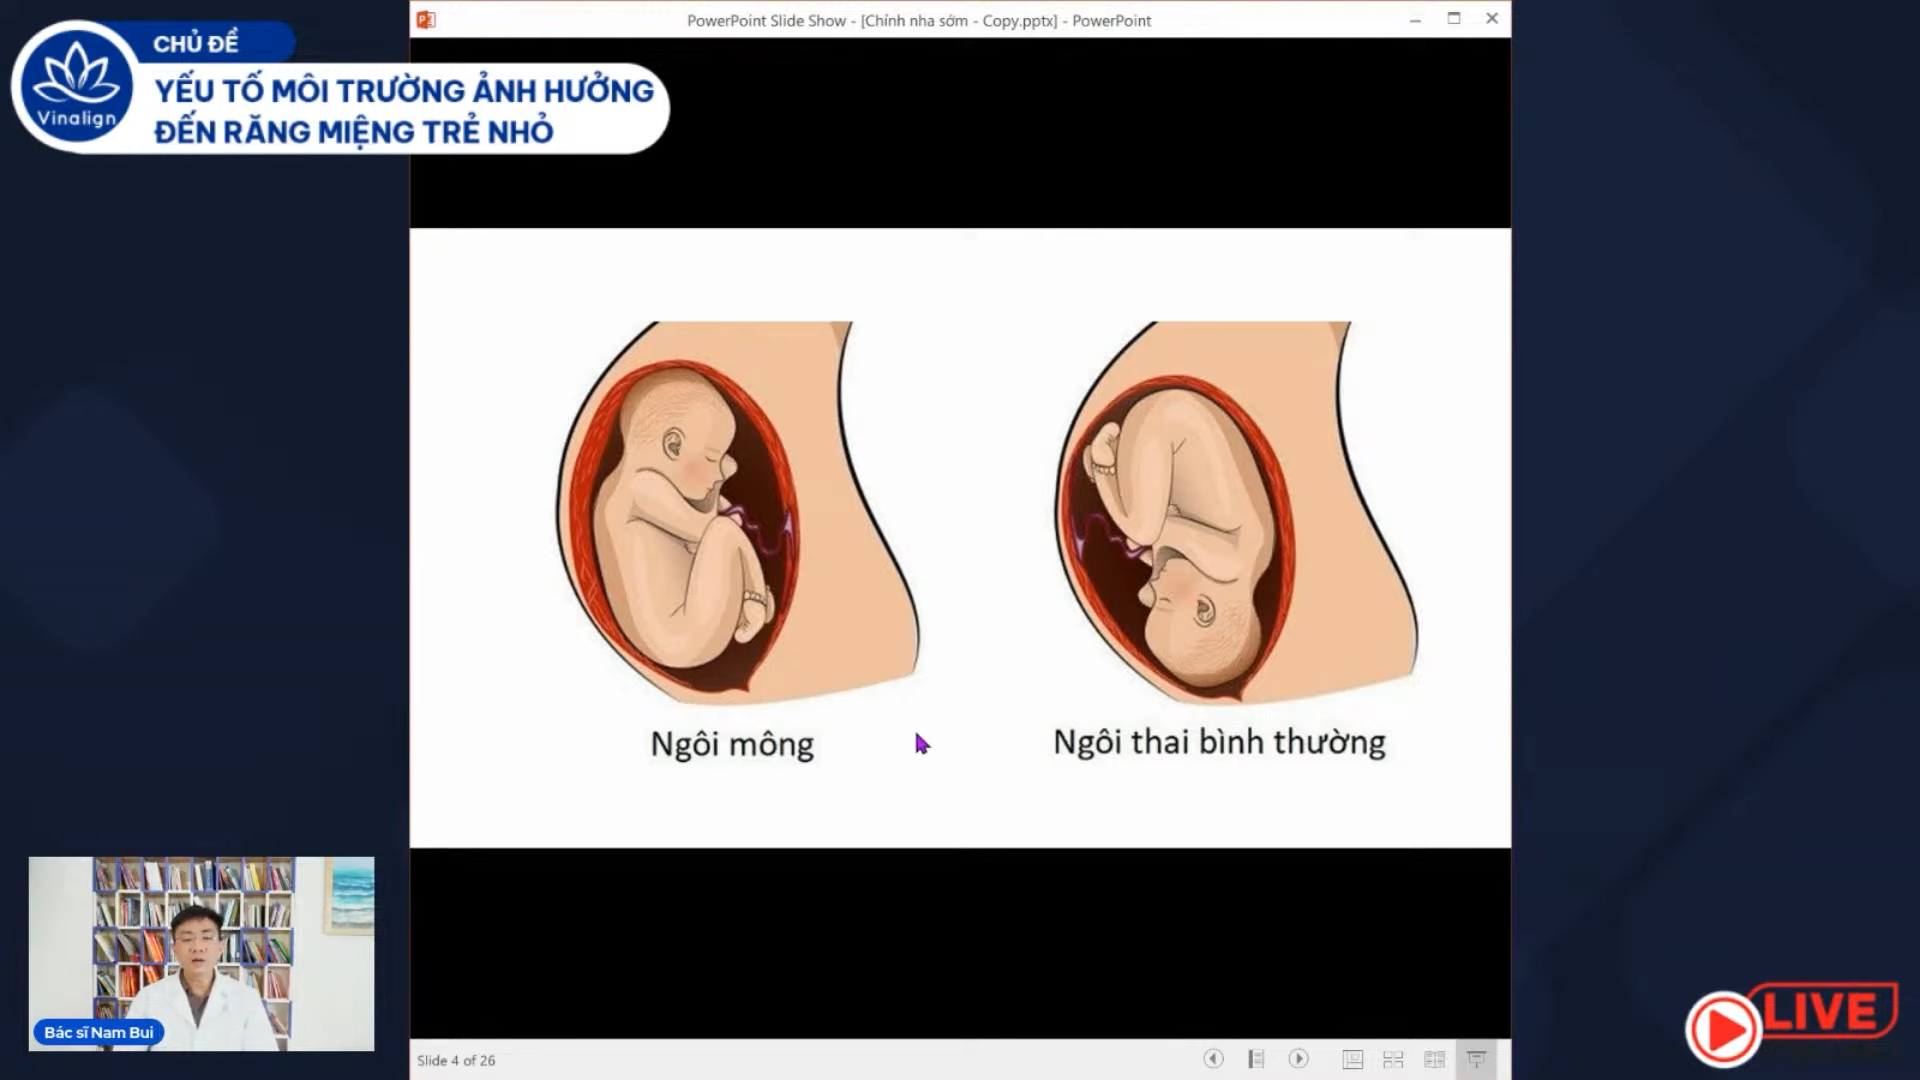 PowerPoint Slide Show - [Chỉnh nha sớm - Copy.pptx] - PowerPoint
CHỦ ĐỀ
YẾU TỐ MÔI TRƯỜNG ẢNH HƯỞNG
ĐẾN RĂNG MIỆNG TRẺ NHỎ
Vinalign
Ngôi mông
Ngôi thai bình thường
Bác sĩ Nam Bui
LIVE
Slide 4 of 26